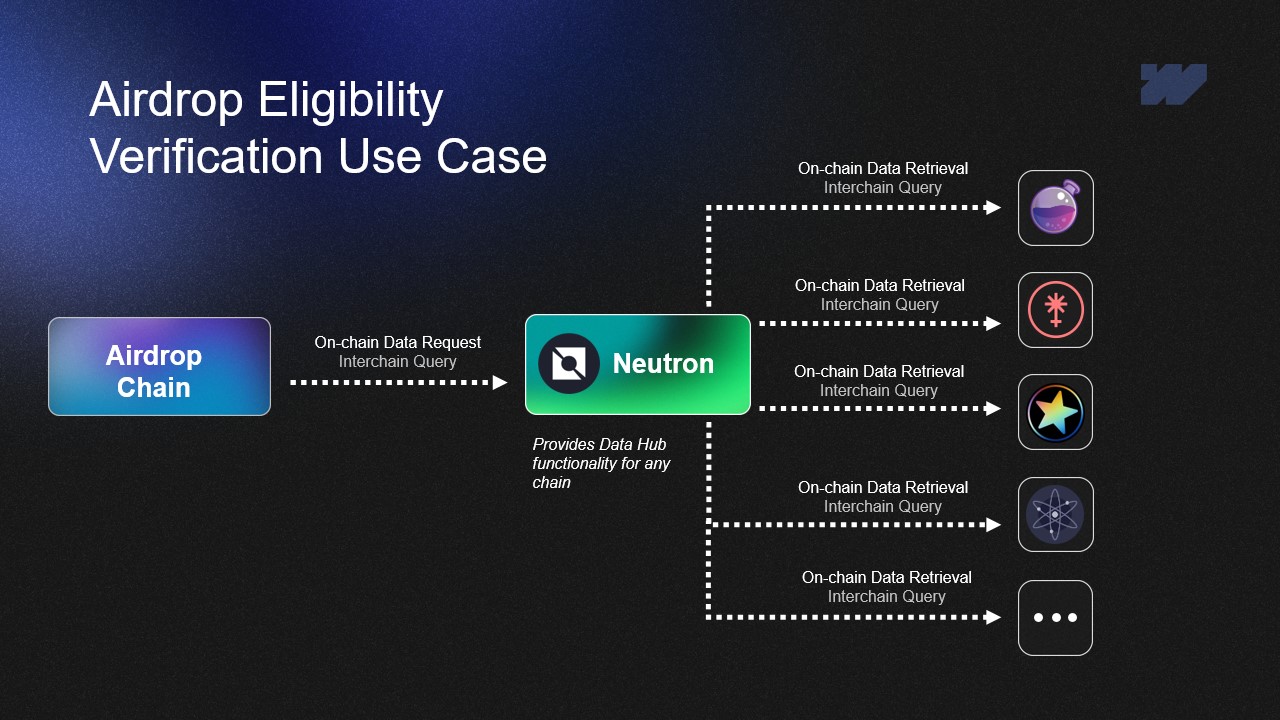 Airdrop Eligibility
Verification Use Case
On-chain Data Retrieval
Interchain Query
On-chain Data Retrieval
Interchain Query
Airdrop
Chain
On-chain Data Request
Interchain Query
Neutron
On-chain Data Retrieval
Interchain Query
Provides Data Hub
functionality for any
chain
On-chain Data Retrieval
Interchain Query
On-chain Data Retrieval
Interchain Query